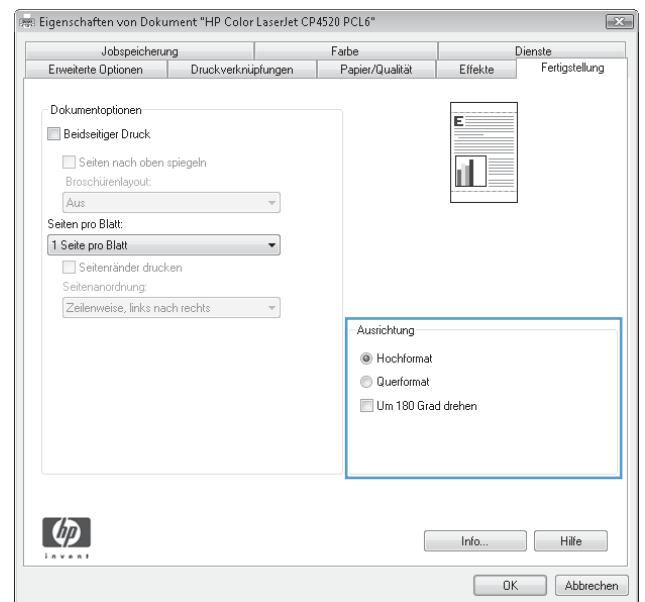 Eigenschaften von Dokument "HP Color LaserJet CP4520 PCL6"
Jobspeicherung Farbe Dienste
Erweiterte Optionen Druckverknüpfungen Papier/Qualität Effekte Fertigstellung
Dokumentoptionen
Beidseitiger Druck
Seiten nach oben spiegeln
Broschürenlayout:
Aus
Seiten pro Blatt:
1 Seite pro Blatt
Seitenränder drucken
Seitenanordnung:
Zeilenweise, links nach rechts
E
Ausrichtung
Hochformat
Querformat
Um 180 Grad drehen
hp
invent
Info... Hilfe
OK Abbrechen